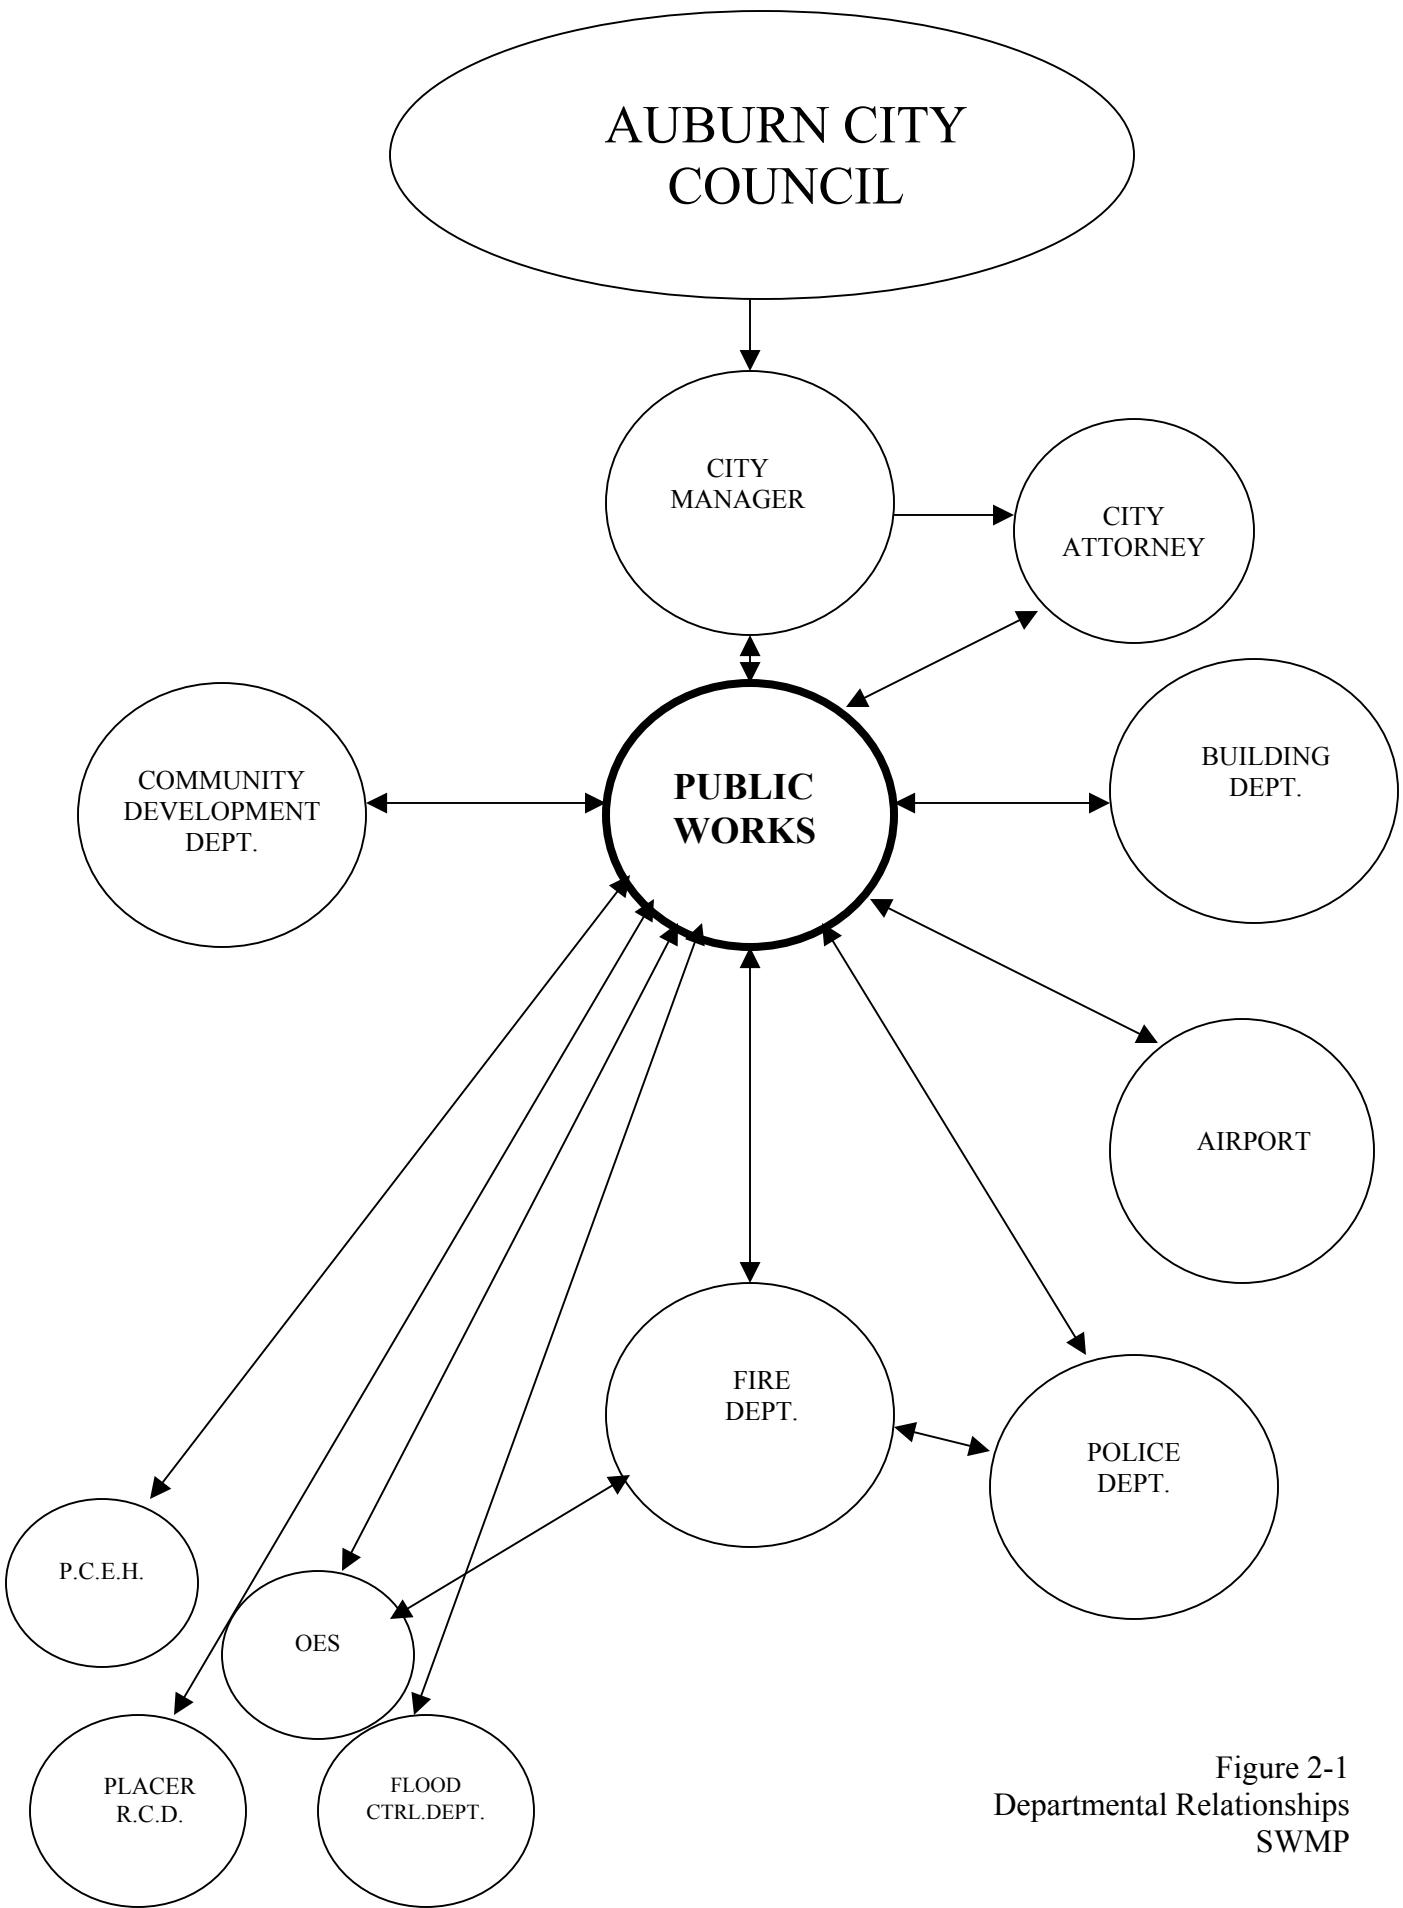 AUBURN CITY
COUNCIL
CITY
MANAGER
CITY
ATTORNEY
COMMUNITY
DEVELOPMENT
DEPT.
PUBLIC
WORKS
BUILDING
DEPT.
AIRPORT
FIRE
DEPT.
POLICE
DEPT.
P.C.E.H.
OES
PLACER
R.C.D.
FLOOD
CTRL.DEPT.
Figure 2-1
Departmental Relationships
SWMP